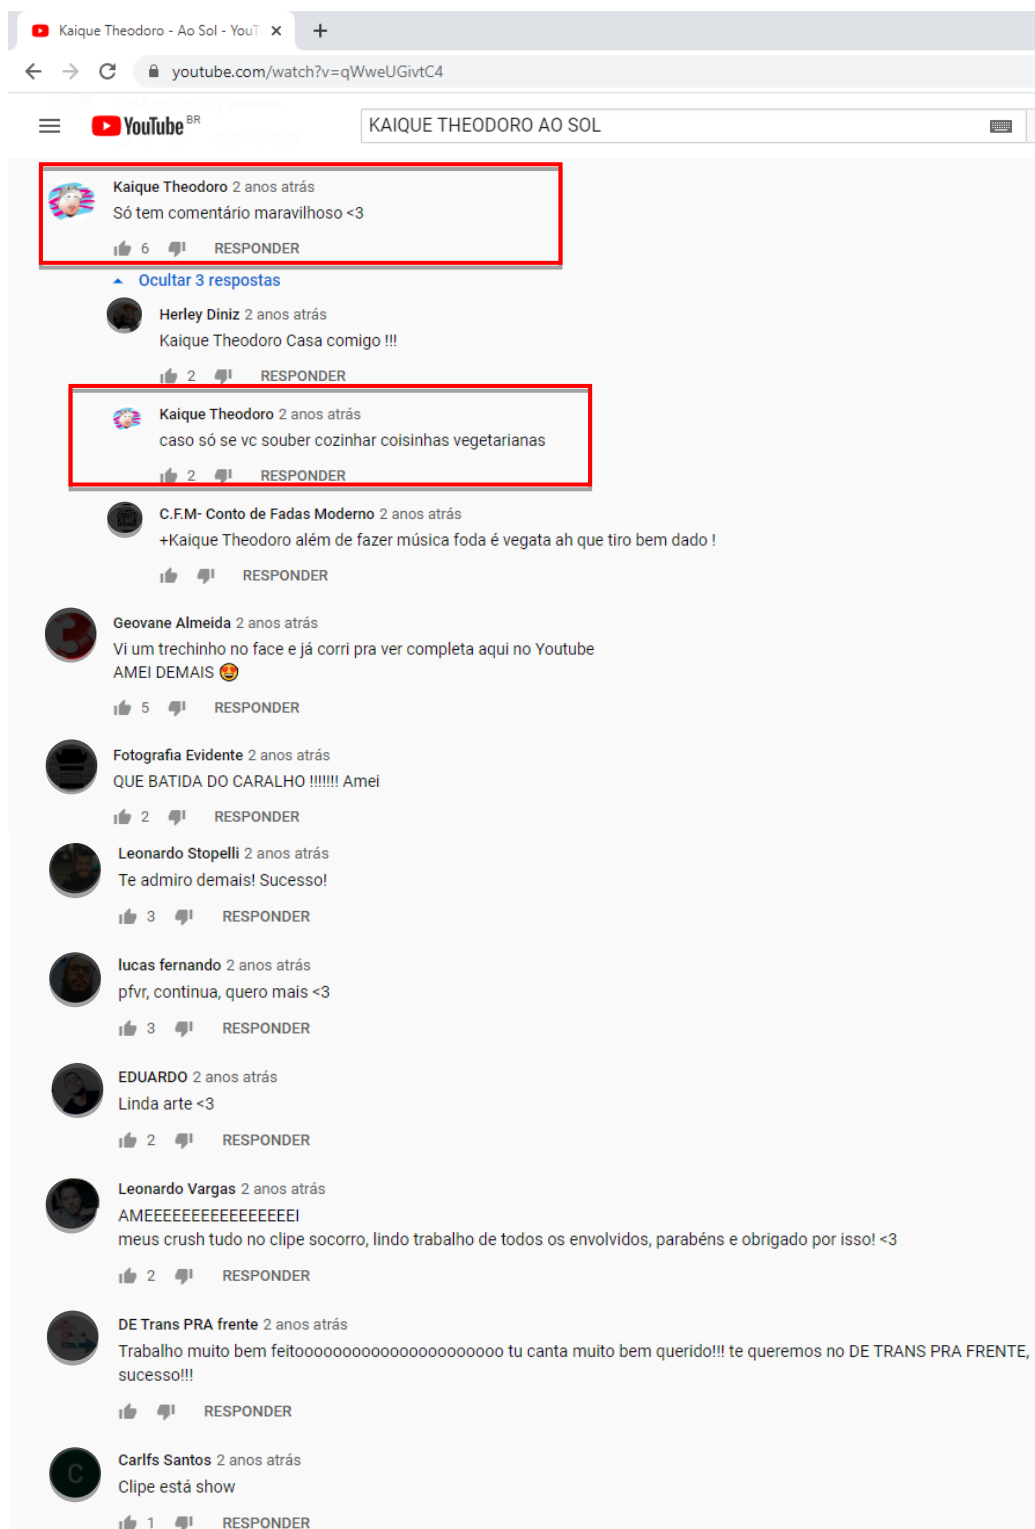 Kaique Theodoro - Ao Sol - YouT
youtube.com/watch?v=qWweUGivtC4
YouTube BR
KAIQUE THEODORO AO SOL
Kaique Theodoro 2 anos atrás
Só tem comentário maravilhoso <3
6 RESPONDER
Ocultar 3 respostas
Herley Diniz 2 anos atrás
Kaique Theodoro Casa comigo !!!
2 RESPONDER
Kaique Theodoro 2 anos atrás
caso só se vc souber cozinhar coisinhas vegetarianas
2 RESPONDER
C.F.M- Conto de Fadas Moderno 2 anos atrás
+Kaique Theodoro além de fazer música foda é vegata ah que tiro bem dado !
RESPONDER
Geovane Almeida 2 anos atrás
Vi um trechinho no face e já corri pra ver completa aqui no Youtube
AMEI DEMAIS 🤩
5 RESPONDER
Fotografia Evidente 2 anos atrás
QUE BATIDA DO CARALHO !!!!!!! Amei
2 RESPONDER
Leonardo Stopelli 2 anos atrás
Te admiro demais! Sucesso!
3 RESPONDER
lucas fernando 2 anos atrás
pfvr, continua, quero mais <3
3 RESPONDER
EDUARDO 2 anos atrás
Linda arte <3
2 RESPONDER
Leonardo Vargas 2 anos atrás
AMEEEEEEEEEEEEEEEEI
meus crush tudo no clipe socorro, lindo trabalho de todos os envolvidos, parabéns e obrigado por isso! <3
2 RESPONDER
DE Trans PRA frente 2 anos atrás
Trabalho muito bem feitooooooooooooooooooooooo tu canta muito bem querido!!! te queremos no DE TRANS PRA FRENTE,
sucesso!!!
RESPONDER
C
Carlfs Santos 2 anos atrás
Clipe está show
1 RESPONDER